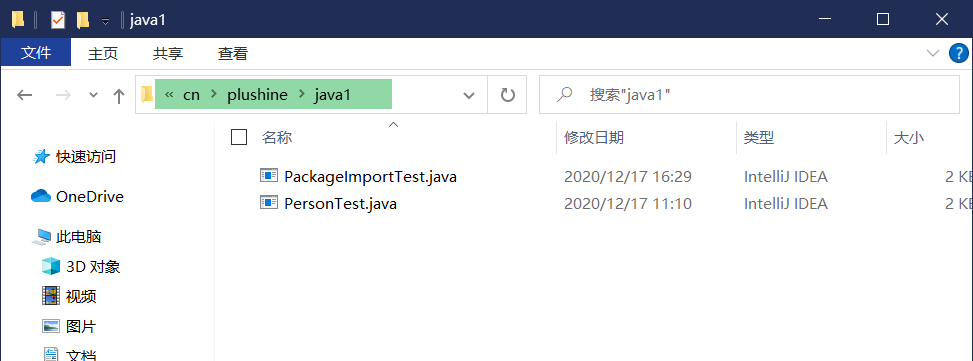 java1
文件 主页 共享 查看
« cn › plushine › java1 搜索"java1"
名称 修改日期 类型 大小
快速访问
PackageImportTest.java 2020/12/17 16:29 IntelliJ IDEA 2 KB
OneDrive
PersonTest.java 2020/12/17 11:10 IntelliJ IDEA 2 KB
此电脑
3D 对象
视频
图片
文档